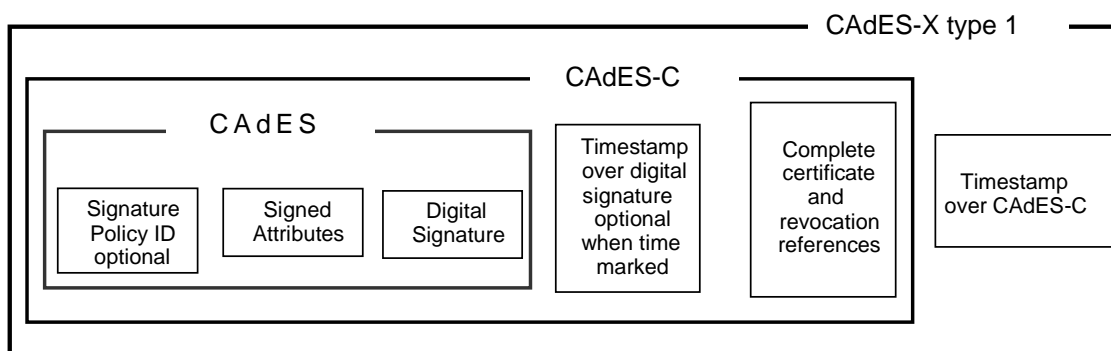 CAdES-X type 1
CAdES-C
CAdES
Signature
Policy ID
optional
Signed
Attributes
Digital
Signature
Timestamp
over digital
signature
optional
when time
marked
Complete
certificate
and
revocation
references
Timestamp
over CAdES-C